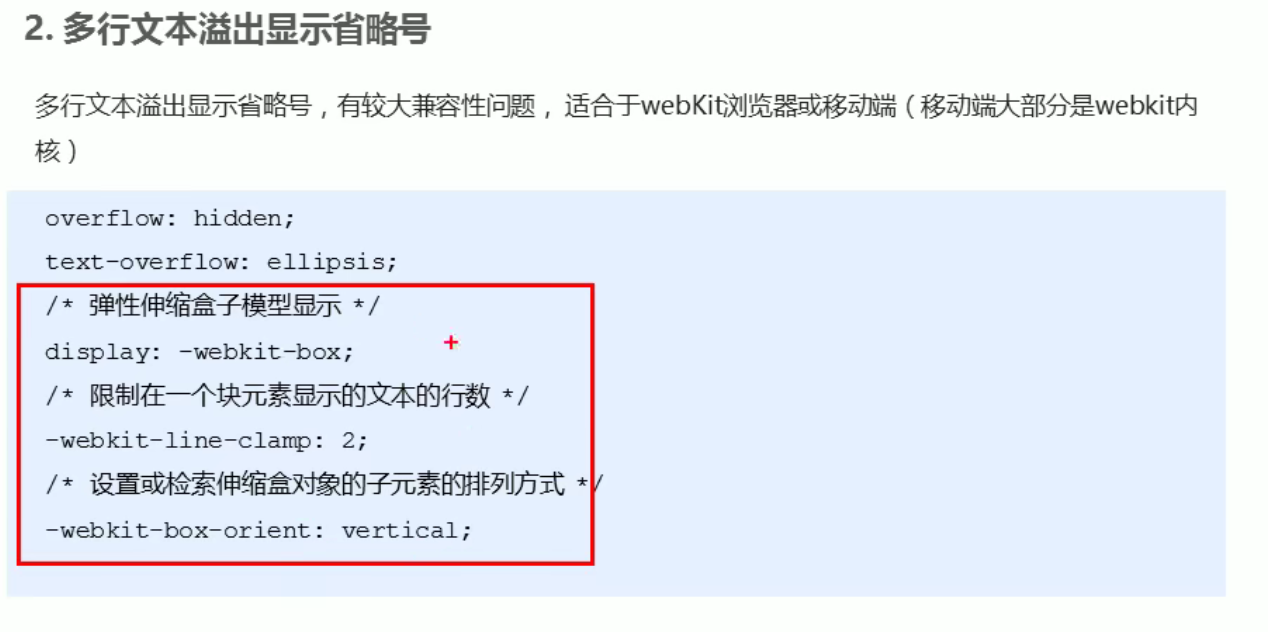 2. 多行文本溢出显示省略号
多行文本溢出显示省略号，有较大兼容性问题， 适合于webKit浏览器或移动端（移动端大部分是webkit内
核）
overflow: hidden;
text-overflow: ellipsis;
/* 弹性伸缩盒子模型显示 */
display: -webkit-box;
/* 限制在一个块元素显示的文本的行数 */
-webkit-line-clamp: 2;
/* 设置或检索伸缩盒对象的子元素的排列方式 */
-webkit-box-orient: vertical;